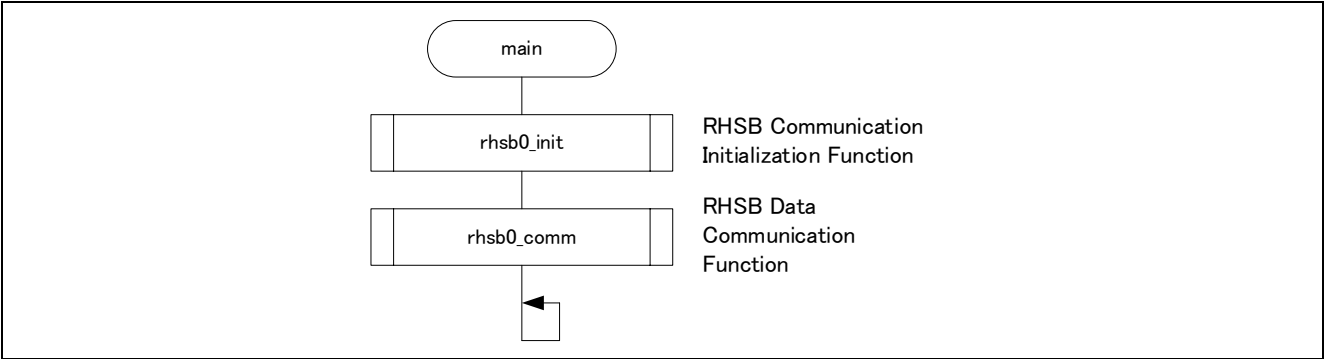 main
rhsb0_init
RHSB Communication
Initialization Function
rhsb0_comm
RHSB Data
Communication
Function